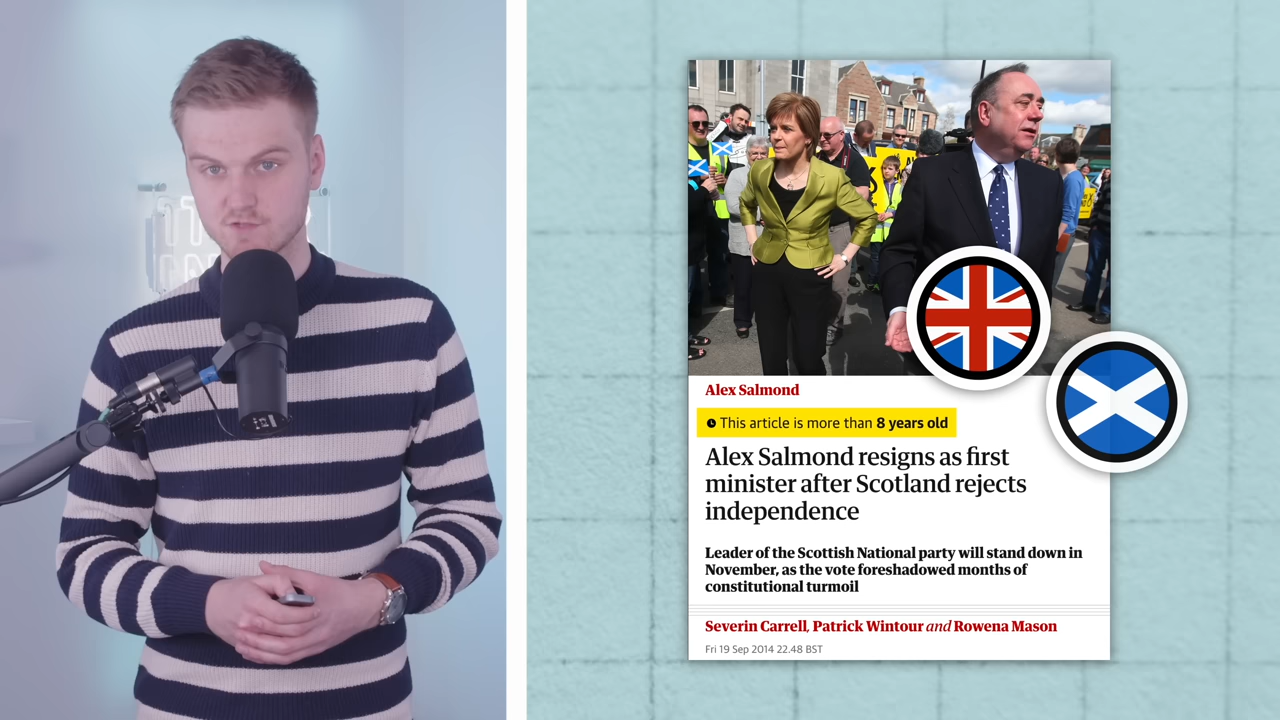 Alex Salmond
This article is more than 8 years old
Alex Salmond resigns as first
minister after Scotland rejects
independence
Leader of the Scottish National party will stand down in
November, as the vote foreshadowed months of
constitutional turmoil
Severin Carrell, Patrick Wintour and Rowena Mason
Fri 19 Sep 2014 22.48 BST